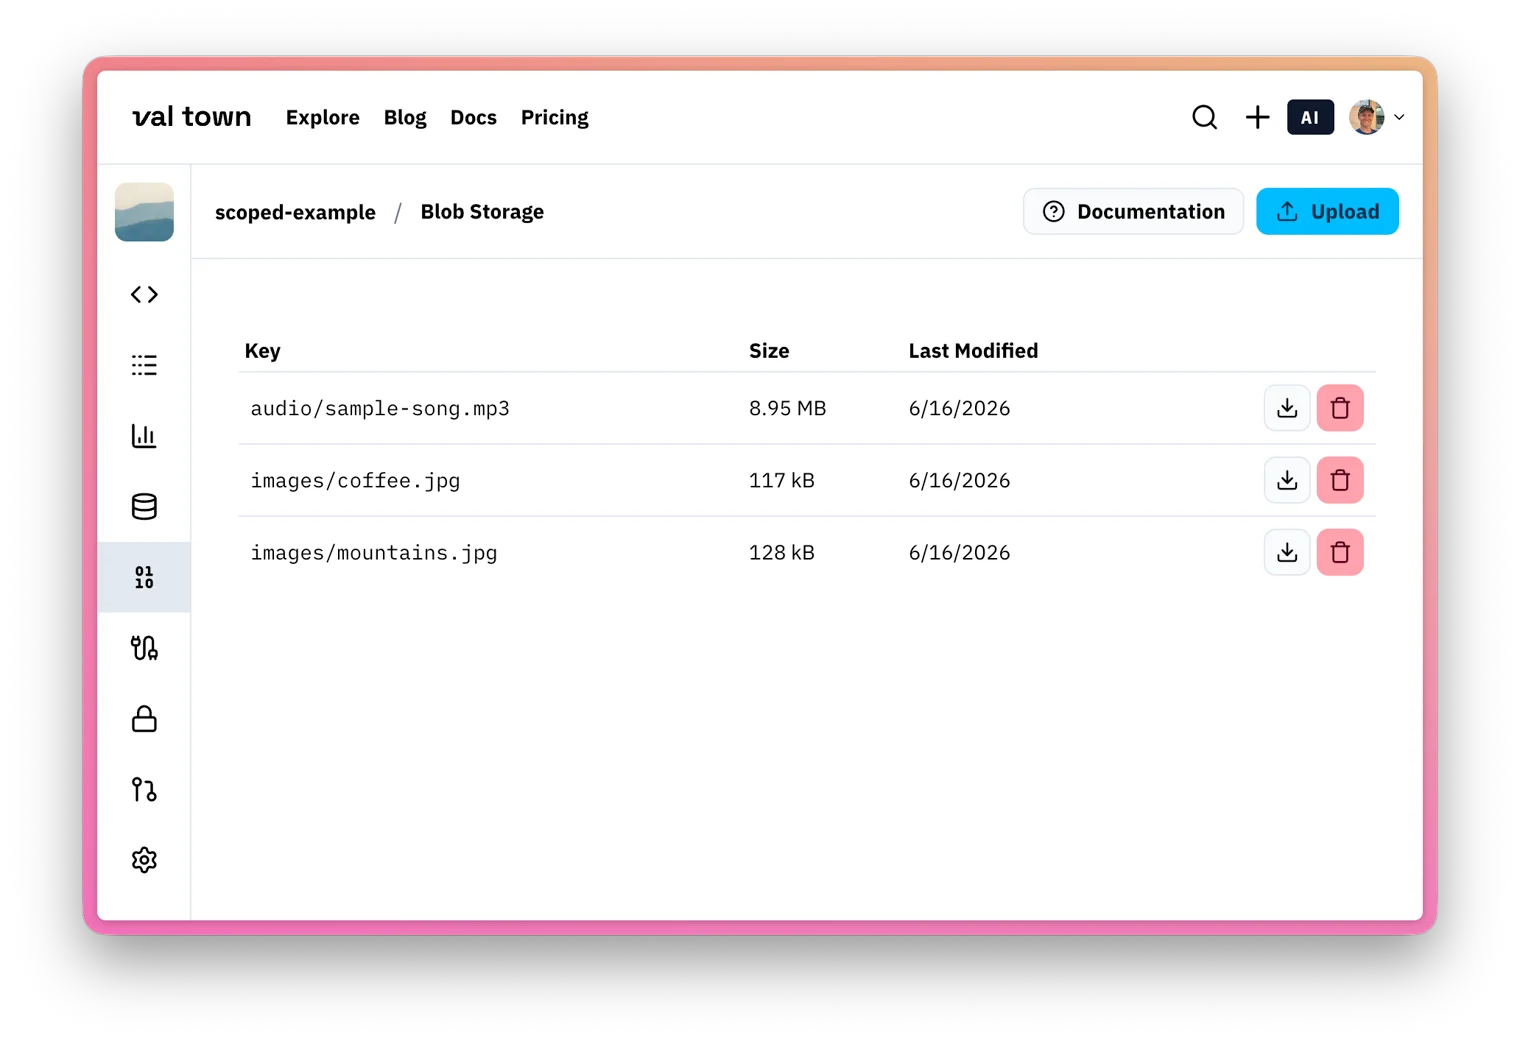 val town Explore Blog Docs Pricing AI
scoped-example / Blob Storage Documentation Upload
Key Size Last Modified
audio/sample-song.mp3 8.95 MB 6/16/2026
images/coffee.jpg 117 kB 6/16/2026
images/mountains.jpg 128 kB 6/16/2026
01
10